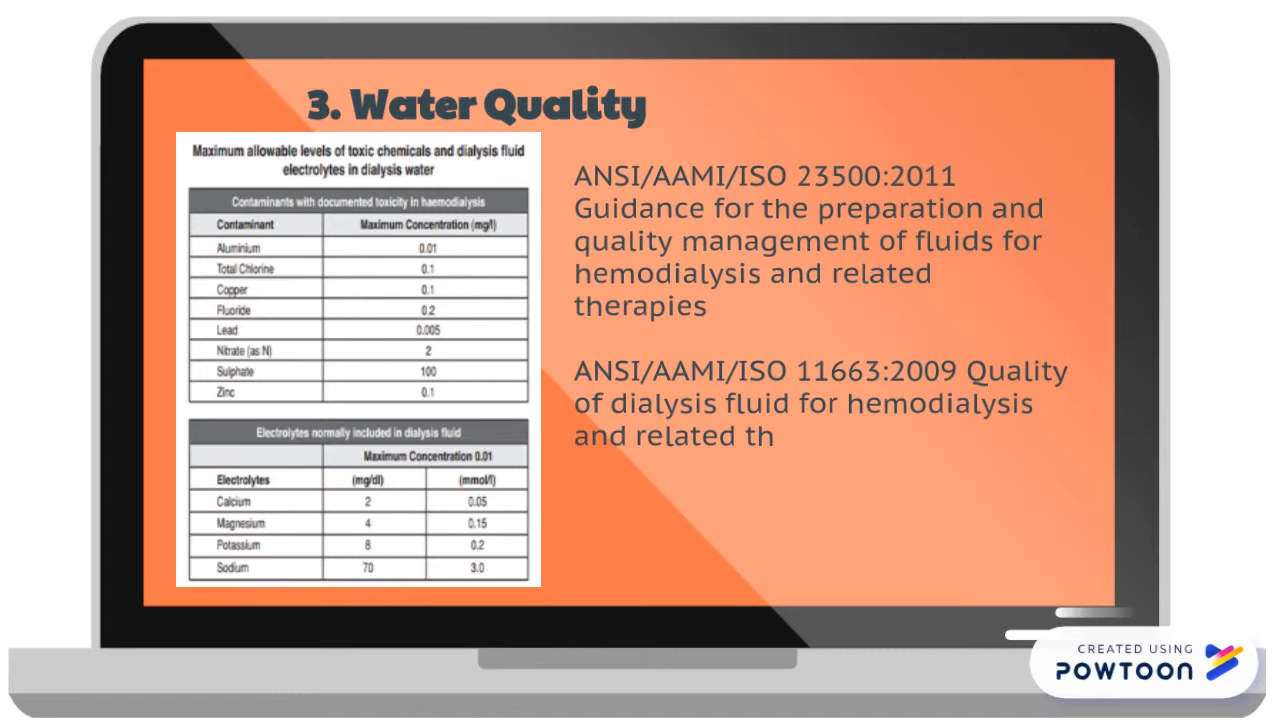 3. Water Quality
Maximum allowable levels of toxic chemicals and dialysis fluid
electrolytes in dialysis water
Contaminants with documented toxicity in haemodialysis
Contaminant Maximum Concentration (mg/l)
Aluminium 0.01
Total Chlorine 0.1
Copper 0.1
Fluoride 0.2
Lead 0.005
Nitrate (as N) 2
Sulphate 100
Zinc 0.1
Electrolytes normally included in dialysis fluid
Maximum Concentration 0.01
Electrolytes (mg/dl) (mmol/l)
Calcium 2 0.05
Magnesium 4 0.15
Potassium 8 0.2
Sodium 70 3.0
ANSI/AAMI/ISO 23500:2011
Guidance for the preparation and
quality management of fluids for
hemodialysis and related
therapies
ANSI/AAMI/ISO 11663:2009 Quality
of dialysis fluid for hemodialysis
and related th
CREATED USING
POWTOON